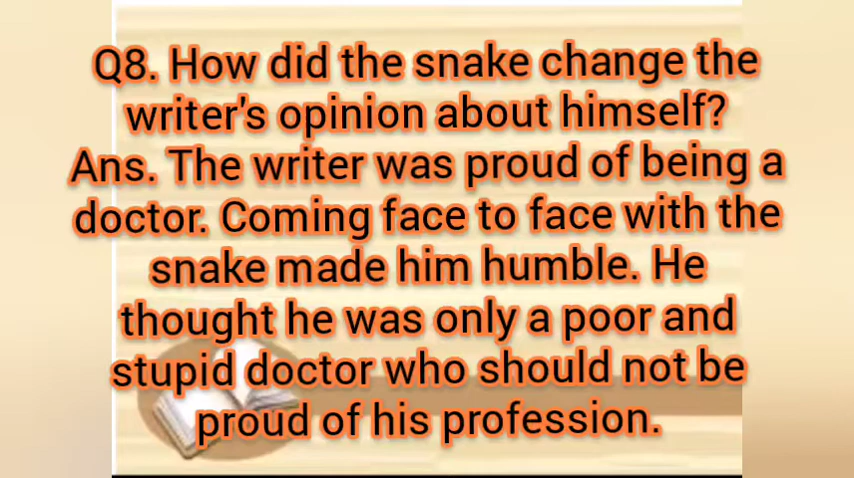 Q8. How did the snake change the
writer's opinion about himself?
Ans. The writer was proud of being a
doctor. Coming face to face with the
snake made him humble. He
thought he was only a poor and
stupid doctor who should not be
proud of his profession.